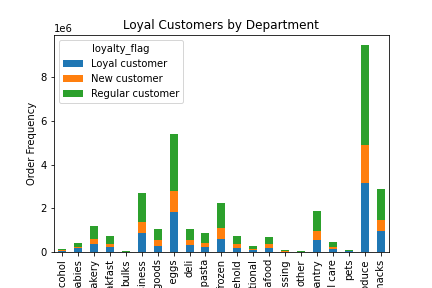 Loyal Customers by Department
1e6
loyalty_flag
Loyal customer
New customer
Regular customer
Order Frequency
8
6
4
2
0
cohol
abies
akery
kfast
bulks
iness
goods
eggs
deli
pasta
rozen
ehold
tional
afood
ssing
other
antry
l care
pets
oduce
nacks